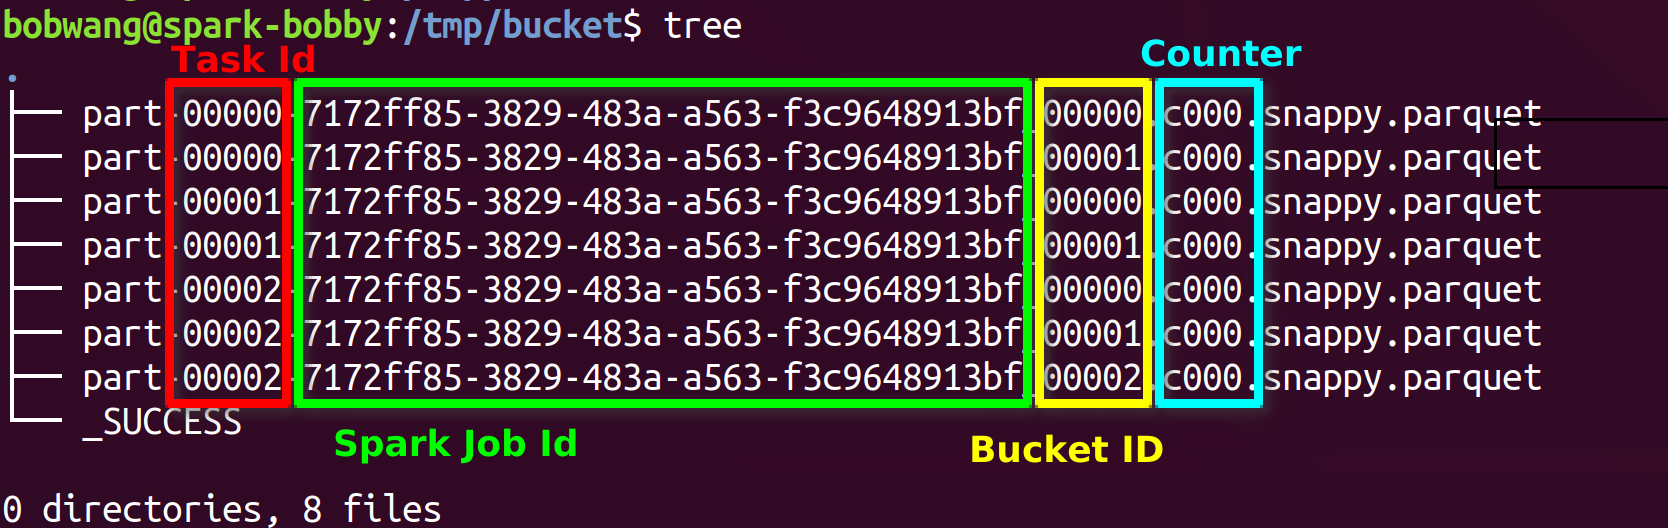 bobwang@spark-bobby:/tmp/bucket$ tree
Task Id
Counter
.
├── part-00000-7172ff85-3829-483a-a563-f3c9648913bf_00000.c000.snappy.parquet
├── part-00000-7172ff85-3829-483a-a563-f3c9648913bf_00001.c000.snappy.parquet
├── part-00001-7172ff85-3829-483a-a563-f3c9648913bf_00000.c000.snappy.parquet
├── part-00001-7172ff85-3829-483a-a563-f3c9648913bf_00001.c000.snappy.parquet
├── part-00002-7172ff85-3829-483a-a563-f3c9648913bf_00000.c000.snappy.parquet
├── part-00002-7172ff85-3829-483a-a563-f3c9648913bf_00001.c000.snappy.parquet
├── part-00002-7172ff85-3829-483a-a563-f3c9648913bf_00002.c000.snappy.parquet
└── _SUCCESS
Spark Job Id
Bucket ID
0 directories, 8 files